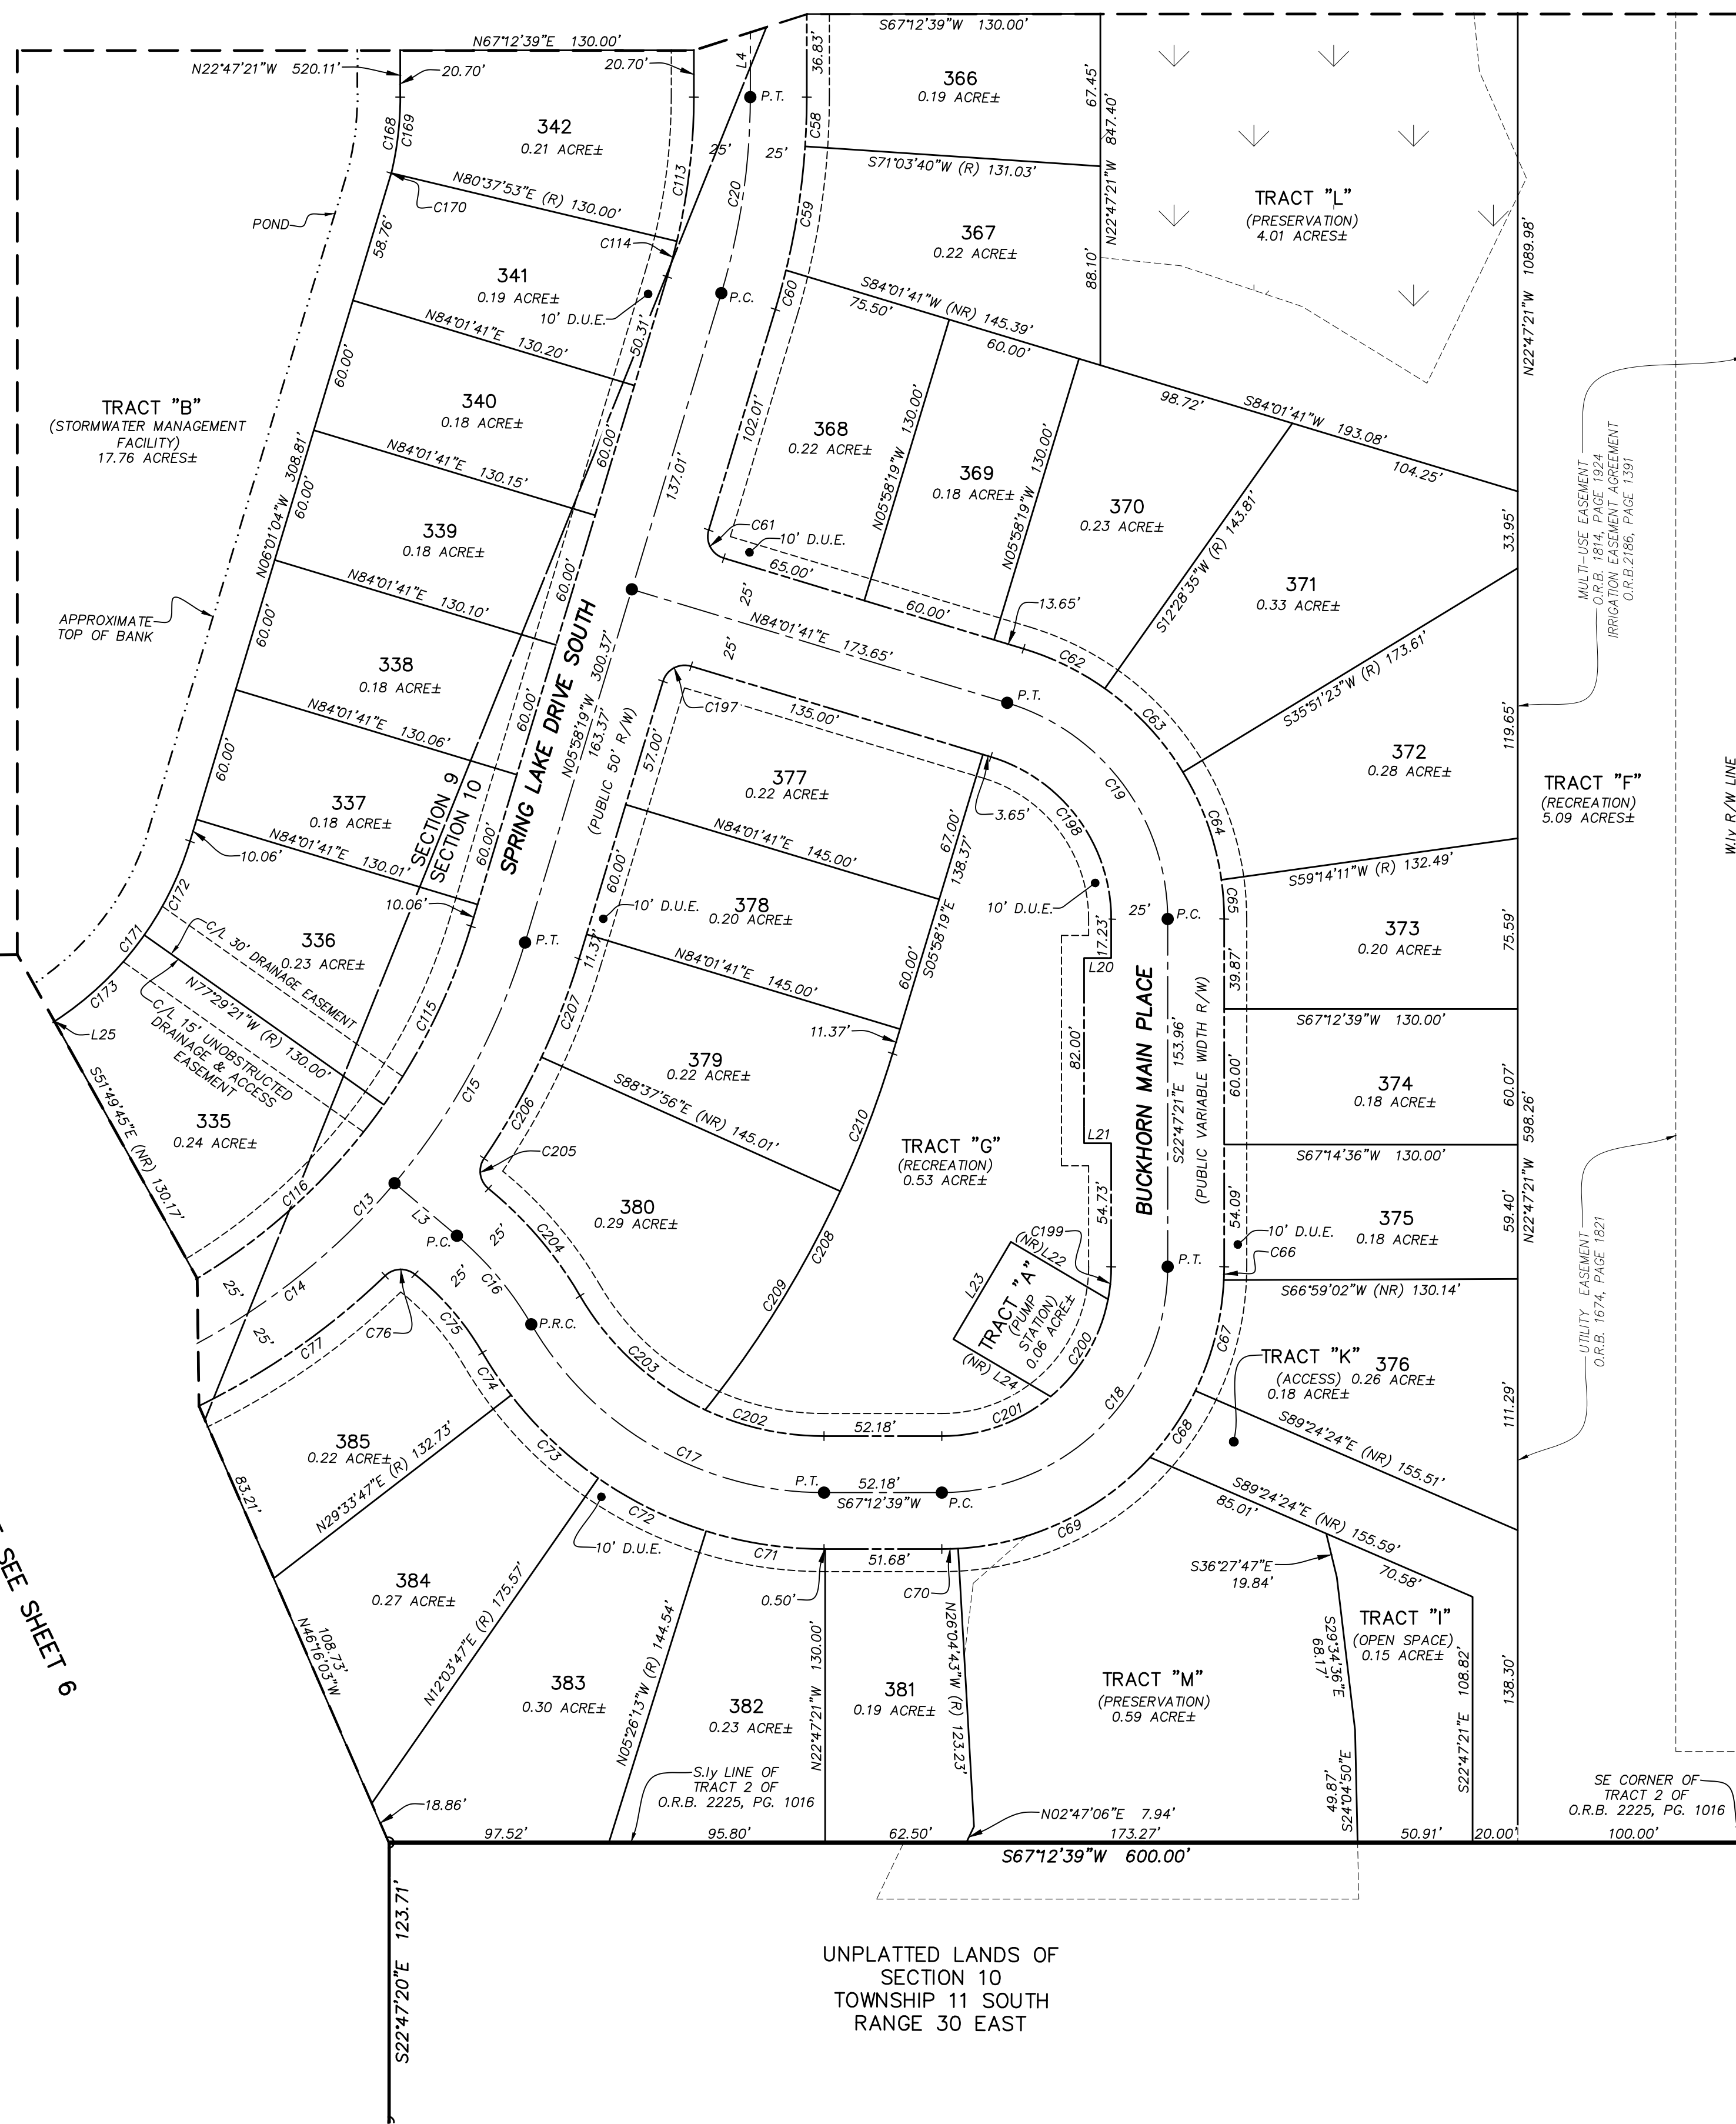 N67°12'39"E 130.00'
N22°47'21"W 520.11'
20.70'
20.70'
L4
36.83'
S67°12'39"W 130.00'
366
0.19 ACRE±
67.45'
N22°47'21"W 847.40'
P.T.
C168
C169
342
0.21 ACRE±
C113
25'
25'
C58
S71°03'40"W (R) 131.03'
N80°37'53"E (R) 130.00'
C170
C20
C59
POND
TRACT "L"
(PRESERVATION)
4.01 ACRES±
N22°47'21"W 1089.98'
58.76'
C114
367
0.22 ACRE±
88.10'
341
0.19 ACRE±
10' D.U.E.
P.C.
C60
S84°01'41"W (NR) 145.39'
75.50'
60.00'
N84°01'41"E 130.20'
50.31'
60.00'
TRACT "B"
(STORMWATER MANAGEMENT
FACILITY)
17.76 ACRES±
340
0.18 ACRE±
60.00'
137.01'
102.01'
368
0.22 ACRE±
N05°58'19"W 130.00'
N05°58'19"W 130.00'
98.72'
S84°01'41"W 193.08'
104.25'
N06°01'04"W 308.81'
60.00'
N84°01'41"E 130.15'
369
0.18 ACRE±
370
0.23 ACRE±
S12°28'35"W (R) 143.81'
33.95'
MULTI-USE EASEMENT
O.R.B. 1814, PAGE 1924
IRRIGATION EASEMENT AGREEMENT
O.R.B.2186, PAGE 1391
C61
10' D.U.E.
65.00'
339
0.18 ACRE±
60.00'
N84°01'41"E 130.10'
25'
60.00'
13.65'
371
0.33 ACRE±
APPROXIMATE
TOP OF BANK
60.00'
N84°01'41"E 173.65'
25'
C62
S35°51'23"W (R) 173.61'
338
0.18 ACRE±
60.00'
SPRING LAKE DRIVE SOUTH
N05°58'19"W 300.37'
163.37'
(PUBLIC 50' R/W)
C197
P.T.
135.00'
C63
119.65'
N84°01'41"E 130.06'
60.00'
57.00'
372
0.28 ACRE±
TRACT "F"
(RECREATION)
5.09 ACRES±
W.ly R/W LINE
SECTION 9
SECTION 10
377
0.22 ACRE±
C19
337
0.18 ACRE±
60.00'
3.65'
C198
C64
N84°01'41"E 130.01'
10.06'
N84°01'41"E 145.00'
67.00'
138.37'
S59°14'11"W (R) 132.49'
10.06'
60.00'
10' D.U.E.
378
0.20 ACRE±
10' D.U.E.
25'
P.C.
C65
C172
C171
C/L 30' DRAINAGE EASEMENT
336
0.23 ACRE±
P.T.
11.37'
60.00'
S05°58'19"E
17.23'
L20
39.87'
373
0.20 ACRE±
75.59'
C173
N77°29'21"W (R) 130.00'
C/L 15' UNOBSTRUCTED
DRAINAGE & ACCESS
EASEMENT
C115
N84°01'41"E 145.00'
C207
11.37'
BUCKHORN MAIN PLACE
S22°47'21"E 153.96'
(PUBLIC VARIABLE WIDTH R/W)
S67°12'39"W 130.00'
L25
82.00'
C15
379
0.22 ACRE±
60.00'
374
0.18 ACRE±
60.07'
598.26'
S51°49'45"E (NR) 130.17'
335
0.24 ACRE±
C206
S88°37'56"E (NR) 145.01'
C210
TRACT "G"
(RECREATION)
0.53 ACRE±
L21
S67°14'36"W 130.00'
C205
C116
C13
L3
380
0.29 ACRE±
54.73'
54.09'
375
0.18 ACRE±
59.40'
N22°47'21"W
UTILITY EASEMENT
O.R.B. 1674, PAGE 1821
P.C.
25'
C204
C208
C199
(NR)L22
10' D.U.E.
C66
25'
C14
25'
C16
25'
P.T.
S66°59'02"W (NR) 130.14'
L23
TRACT "A"
(PUMP
STATION)
0.06 ACRE±
C209
C76
C75
P.R.C.
C77
C203
(NR) L24
C200
C67
TRACT "K"
(ACCESS)
0.18 ACRE±
376
0.26 ACRE±
C74
C202
52.18'
C201
C18
C68
S89°24'24"E (NR) 155.51'
111.29'
385
0.22 ACRE±
N29°33'47"E (R) 132.73'
C73
C17
P.T.
52.18'
S67°12'39"W
P.C.
83.21'
C72
C71
51.68'
C69
S89°24'24"E (NR) 155.59'
85.01'
10' D.U.E.
384
0.27 ACRE±
0.50'
C70
S36°27'47"E
19.84'
70.58'
SEE SHEET 6
108.73'
N46°16'03"W
N12°03'47"E (R) 175.57'
N05°26'13"W (R) 144.54'
N22°47'21"W 130.00'
N26°04'43"W (R) 123.23'
S29°34'36"E
68.17'
TRACT "I"
(OPEN SPACE)
0.15 ACRE±
383
0.30 ACRE±
382
0.23 ACRE±
381
0.19 ACRE±
TRACT "M"
(PRESERVATION)
0.59 ACRE±
S22°47'21"E 108.82'
138.30'
S.ly LINE OF
TRACT 2 OF
O.R.B. 2225, PG. 1016
49.87'
S24°04'50"E
SE CORNER OF
TRACT 2 OF
O.R.B. 2225, PG. 1016
18.86'
N02°47'06"E 7.94'
97.52'
95.80'
62.50'
173.27'
50.91'
20.00'
100.00'
S67°12'39"W 600.00'
S22°47'20"E 123.71'
UNPLATTED LANDS OF
SECTION 10
TOWNSHIP 11 SOUTH
RANGE 30 EAST